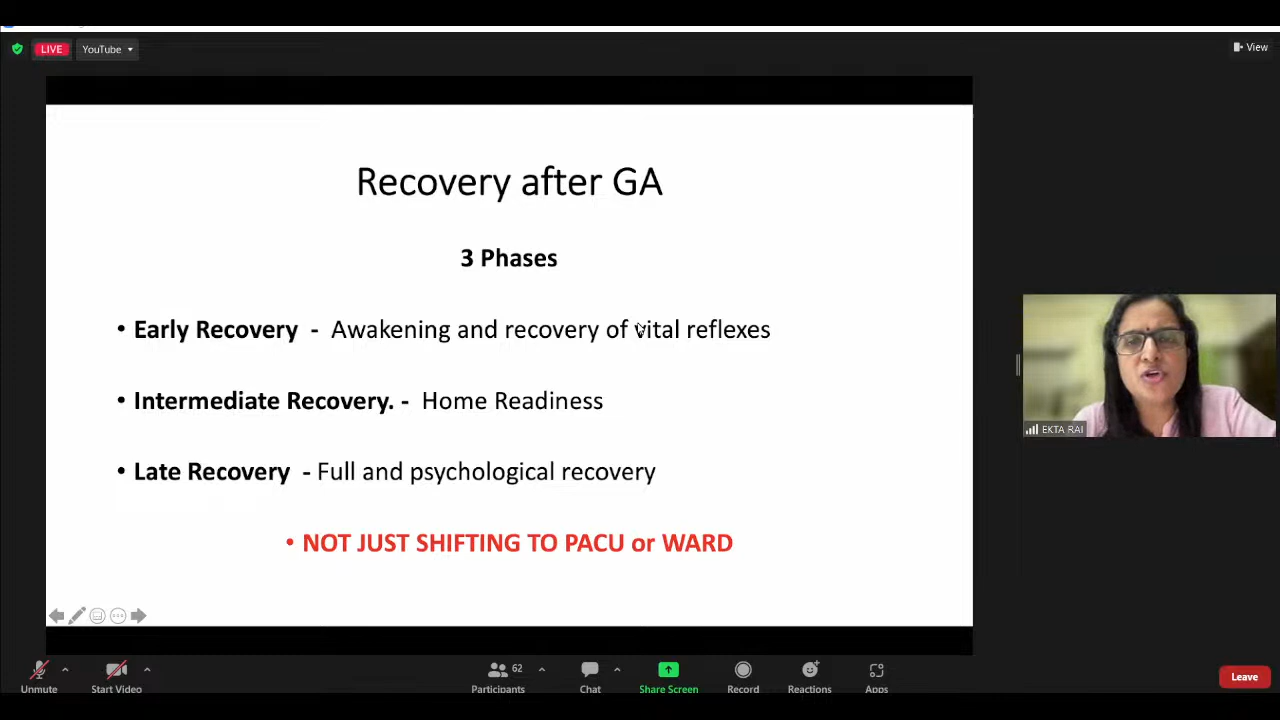 LIVE
YouTube
View
Recovery after GA
3 Phases
• Early Recovery - Awakening and recovery of vital reflexes
• Intermediate Recovery. - Home Readiness
• Late Recovery - Full and psychological recovery
• NOT JUST SHIFTING TO PACU or WARD
EKTA RAI
62
Unmute
Start Video
Participants
Chat
Share Screen
Record
Reactions
Apps
Leave